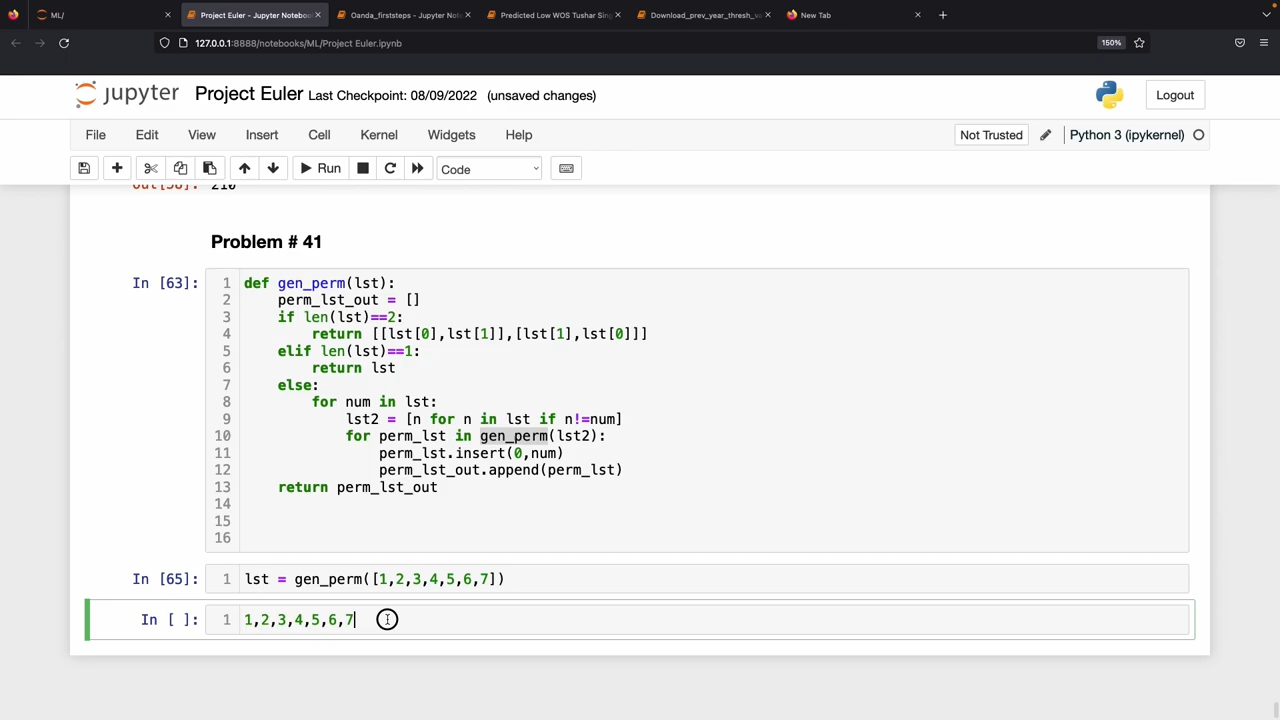 ML/
Project Euler - Jupyter Noteboo
Oanda_firststeps - Jupyter Not
Predicted Low WOS Tushar Sing
Download_prev_year_thresh_va
New Tab
127.0.0.1:8888/notebooks/ML/Project Euler.ipynb
150%
jupyter Project Euler Last Checkpoint: 08/09/2022 (unsaved changes)
Logout
File Edit View Insert Cell Kernel Widgets Help
Not Trusted
Python 3 (ipykernel)
Run
Code
Out[58]: 210
Problem # 41
In [63]:
1 def gen_perm(lst):
2 perm_lst_out = []
3 if len(lst)==2:
4 return [[lst[0],lst[1]],[lst[1],lst[0]]]
5 elif len(lst)==1:
6 return lst
7 else:
8 for num in lst:
9 lst2 = [n for n in lst if n!=num]
10 for perm_lst in gen_perm(lst2):
11 perm_lst.insert(0,num)
12 perm_lst_out.append(perm_lst)
13 return perm_lst_out
14
15
16
In [65]: 1 lst = gen_perm([1,2,3,4,5,6,7])
In [ ]: 1 1,2,3,4,5,6,7